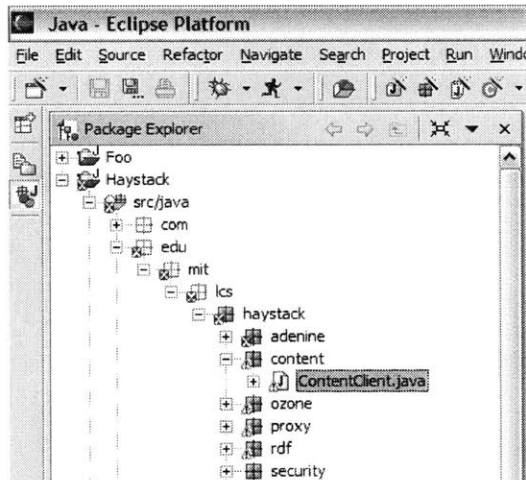 Java - Eclipse Platform
File Edit Source Refactor Navigate Search Project Run
Package Explorer
Foo
Haystack
src/java
com
edu
mit
lcs
haystack
adenine
content
ContentClient.java
ozone
proxy
rdf
security